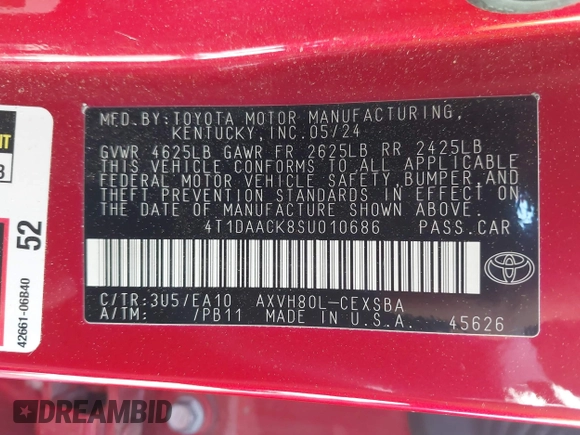 MFD.BY:TOYOTA MOTOR MANUFACTURING,
KENTUCKY,INC.05/24
GVWR 4625LB GAWR FR 2625LB RR 2425LB
THIS VEHICLE CONFORMS TO ALL APPLICABLE
FEDERAL MOTOR VEHICLE SAFETY,BUMPER AND
THEFT PREVENTION STANDARDS IN EFFECT ON
THE DATE OF MANUFACTURE SHOWN ABOVE.
4T1DAACK8SU010686 PASS.CAR
C/TR:3U5/EA10 AXVH80L-CEXSBA
A/TM: /PB11 MADE IN U.S.A. 45626
TOYOTA
52
42661-06840
DREAMBID